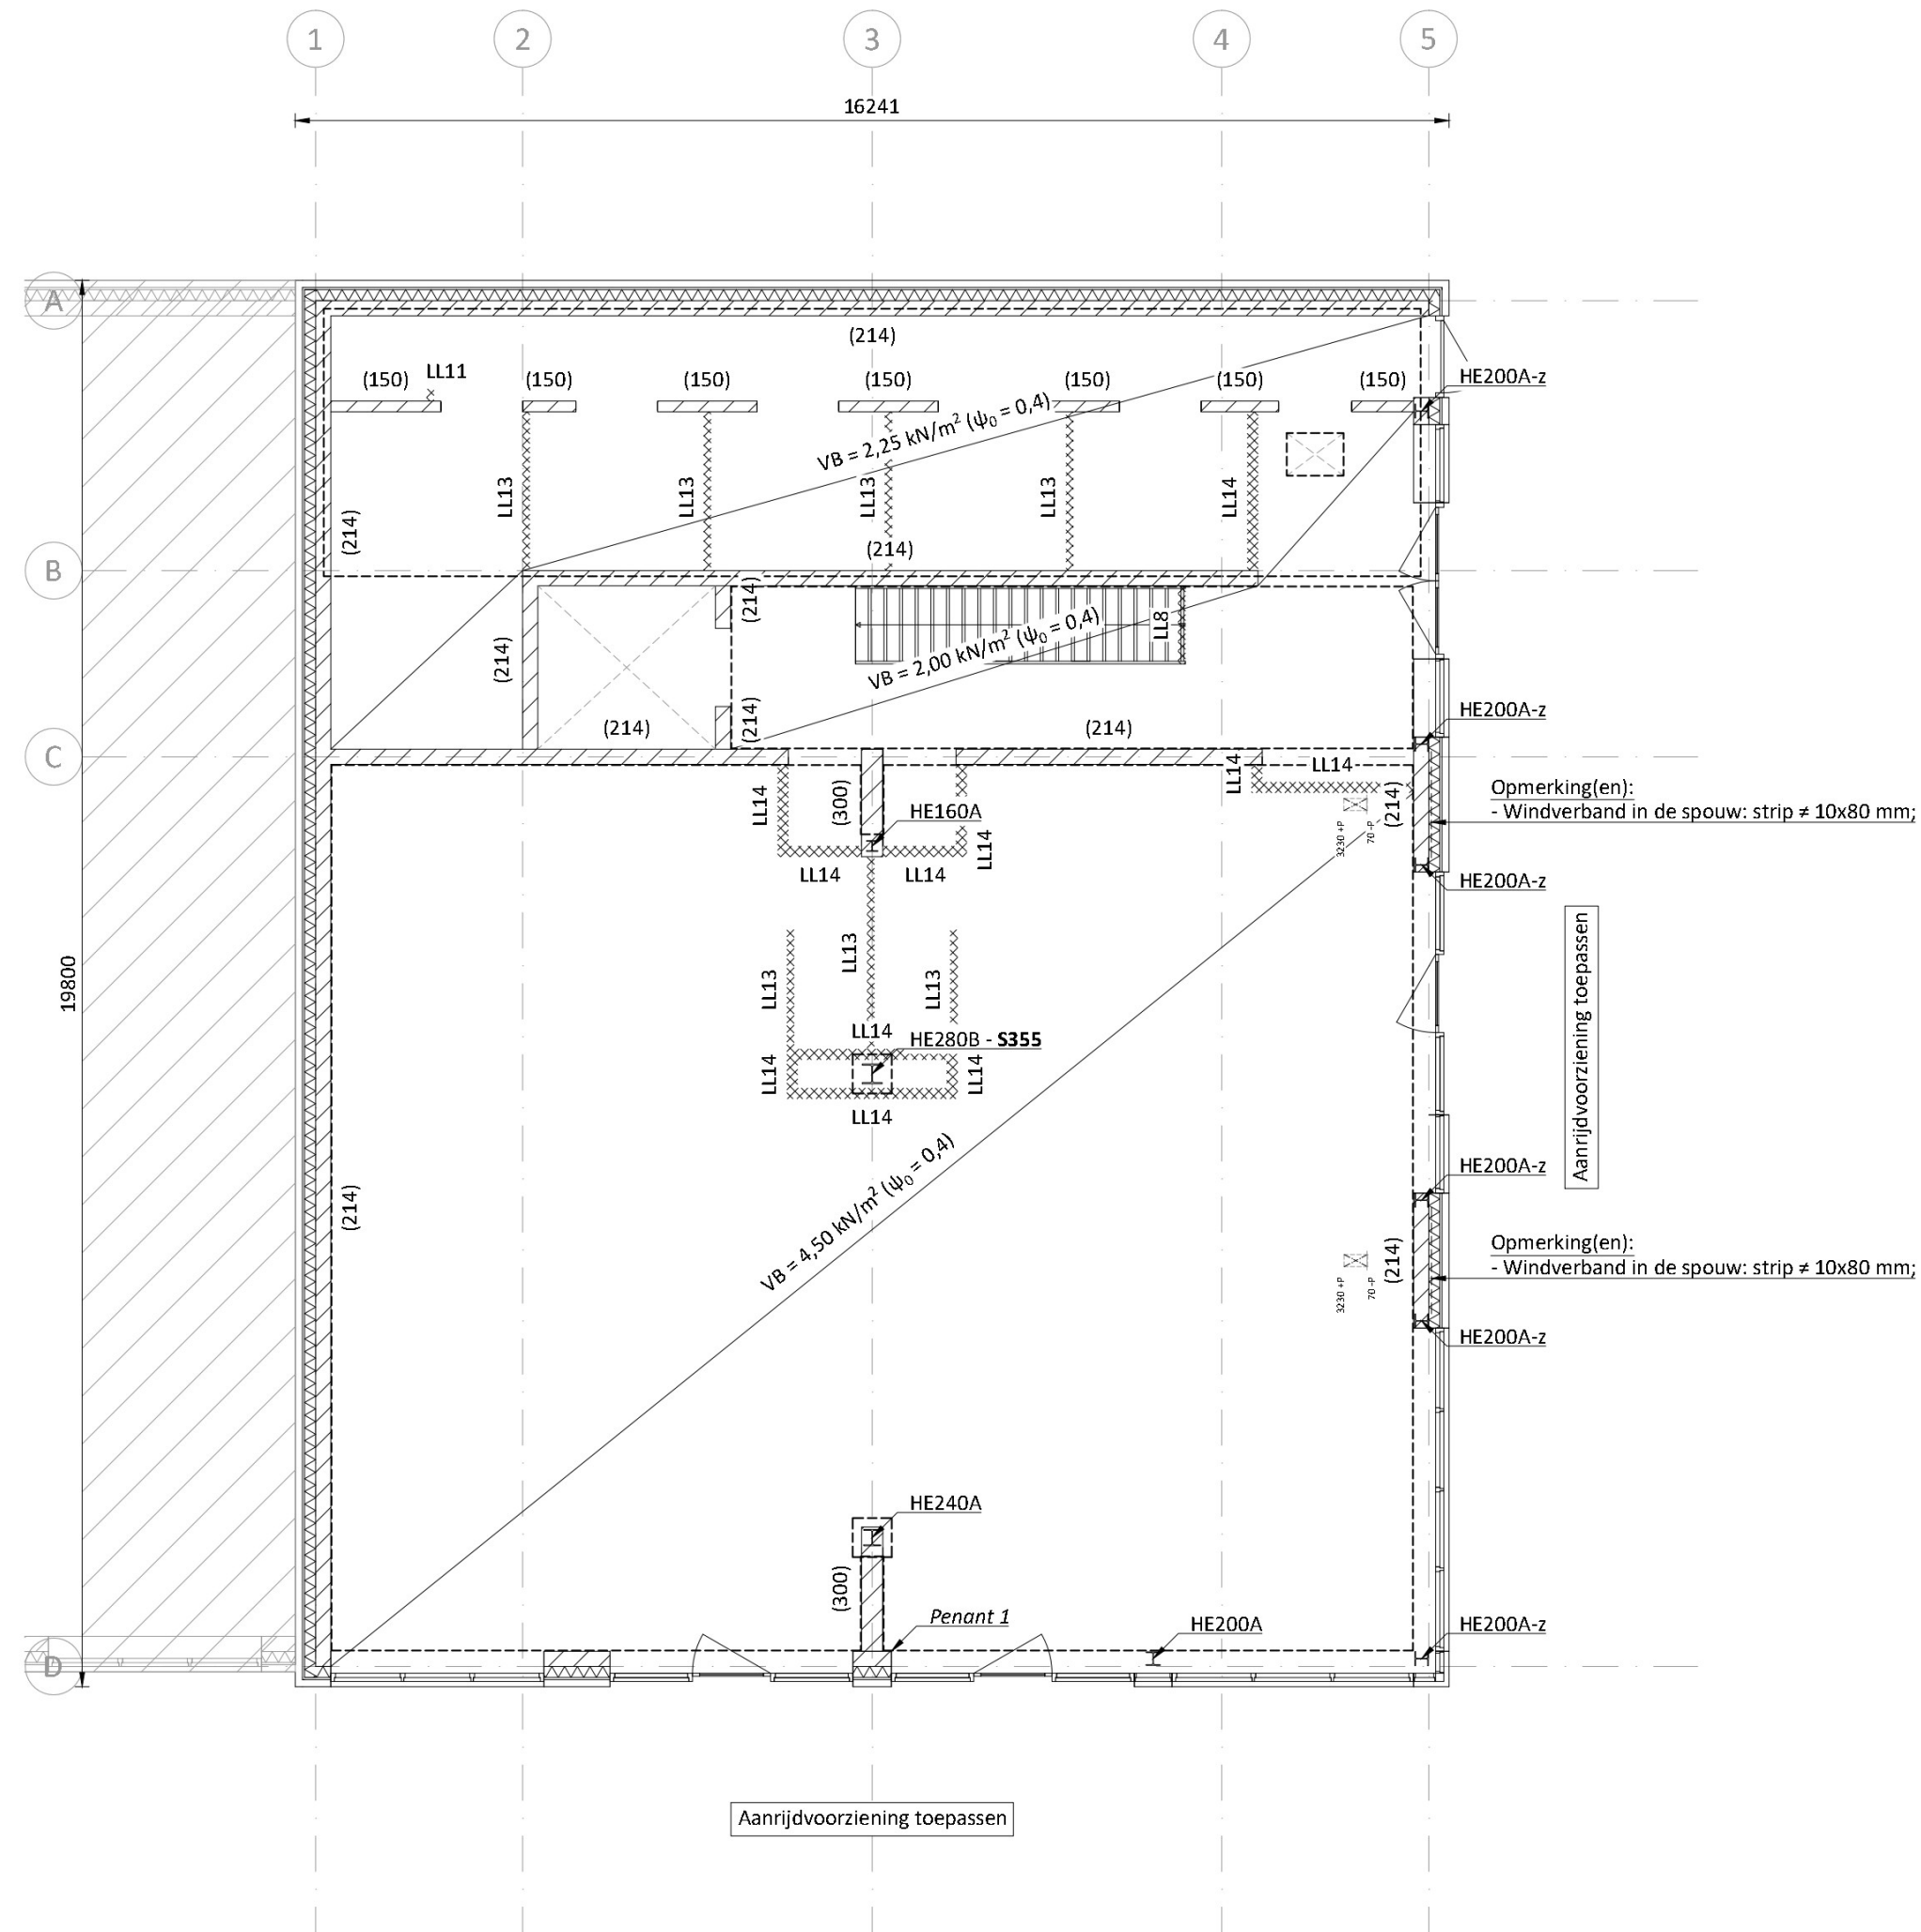 1
2
3
4
5
16241
A
(214)
HE200A-z
(150)
LL11
(150)
(150)
(150)
(150)
(150)
(150)
VB = 2,25 kN/m² (ψ₀ = 0,4)
LL13
LL13
LL13
LL13
LL14
(214)
(214)
B
(214)
LL8
VB = 2,00 kN/m² (ψ₀ = 0,4)
(214)
(214)
(214)
(214)
HE200A-z
C
LL14
LL14
LL14
(300)
HE160A
(214)
3230 +P
70 -P
Opmerking(en):
- Windverband in de spouw: strip ≠ 10x80 mm;
LL14
LL14
LL14
HE200A-z
LL13
LL13
LL13
19800
Aanrijdvoorziening toepassen
LL14
HE280B - S355
LL14
LL14
LL14
VB = 4,50 kN/m² (ψ₀ = 0,4)
HE200A-z
(214)
(214)
3230 +P
70 -P
Opmerking(en):
- Windverband in de spouw: strip ≠ 10x80 mm;
HE200A-z
HE240A
(300)
Penant 1
HE200A
HE200A-z
D
Aanrijdvoorziening toepassen